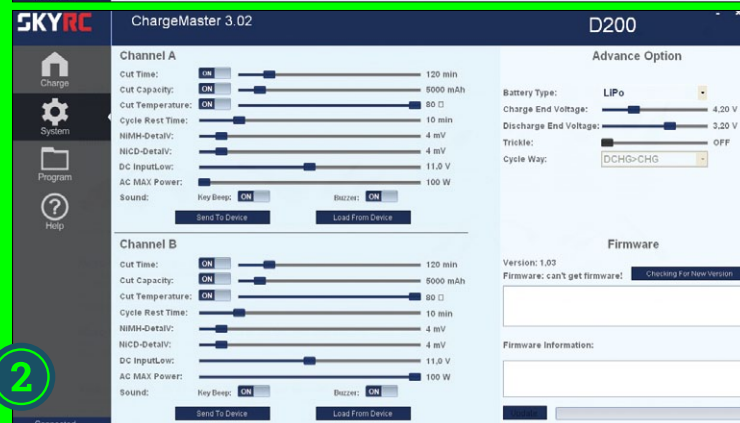 SKYRC
ChargeMaster 3.02
D200
Charge
System
Program
Help
Channel A
Cut Time: ON 120 min
Cut Capacity: ON 5000 mAh
Cut Temperature: ON 80 □
Cycle Rest Time: 10 min
NiMH-DetalV: 4 mV
NiCD-DetalV: 4 mV
DC InputLow: 11,0 V
AC MAX Power: 100 W
Sound: Key Beep: ON Buzzer: ON
Send To Device Load From Device
Channel B
Cut Time: ON 120 min
Cut Capacity: ON 5000 mAh
Cut Temperature: ON 80 □
Cycle Rest Time: 10 min
NiMH-DetalV: 4 mV
NiCD-DetalV: 4 mV
DC InputLow: 11,0 V
AC MAX Power: 100 W
Sound: Key Beep: ON Buzzer: ON
Send To Device Load From Device
Advance Option
Battery Type: LiPo
Charge End Voltage: 4,20 V
Discharge End Voltage: 3,20 V
Trickle: OFF
Cycle Way: DCHG>CHG
Firmware
Version: 1,03
Firmware: can't get firmware! Checking For New Version
Firmware Information:
Update
2